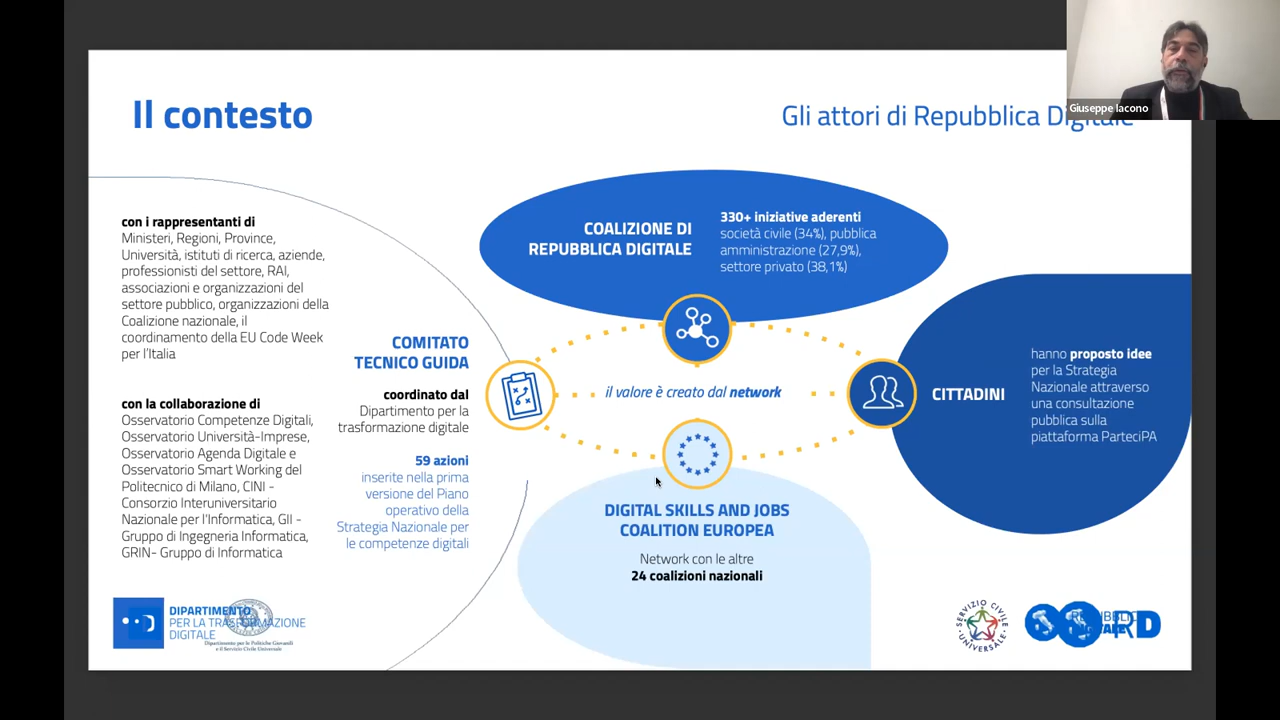 Il contesto
Gli attori di Repubblica Digitale
Giuseppe Iacono
con i rappresentanti di
Ministeri, Regioni, Province,
Università, istituti di ricerca, aziende,
professionisti del settore, RAI,
associazioni e organizzazioni del
settore pubblico, organizzazioni della
Coalizione nazionale, il
coordinamento della EU Code Week
per l'Italia
con la collaborazione di
Osservatorio Competenze Digitali,
Osservatorio Università-Imprese,
Osservatorio Agenda Digitale e
Osservatorio Smart Working del
Politecnico di Milano, CINI -
Consorzio Interuniversitario
Nazionale per l'Informatica, GII -
Gruppo di Ingegneria Informatica,
GRIN- Gruppo di Informatica
COMITATO
TECNICO GUIDA
coordinato dal
Dipartimento per la
trasformazione digitale
59 azioni
inserite nella prima
versione del Piano
operativo della
Strategia Nazionale per
le competenze digitali
COALIZIONE DI
REPUBBLICA DIGITALE
330+ iniziative aderenti
società civile (34%), pubblica
amministrazione (27,9%),
settore privato (38,1%)
il valore è creato dal network
CITTADINI
hanno proposto idee
per la Strategia
Nazionale attraverso
una consultazione
pubblica sulla
piattaforma ParteciPA
DIGITAL SKILLS AND JOBS
COALITION EUROPEA
Network con le altre
24 coalizioni nazionali
DIPARTIMENTO
PER LA TRASFORMAZIONE
DIGITALE
Dipartimento per le Politiche Giovanili
e il Servizio Civile Universale
SERVIZIO CIVILE UNIVERSALE
RD